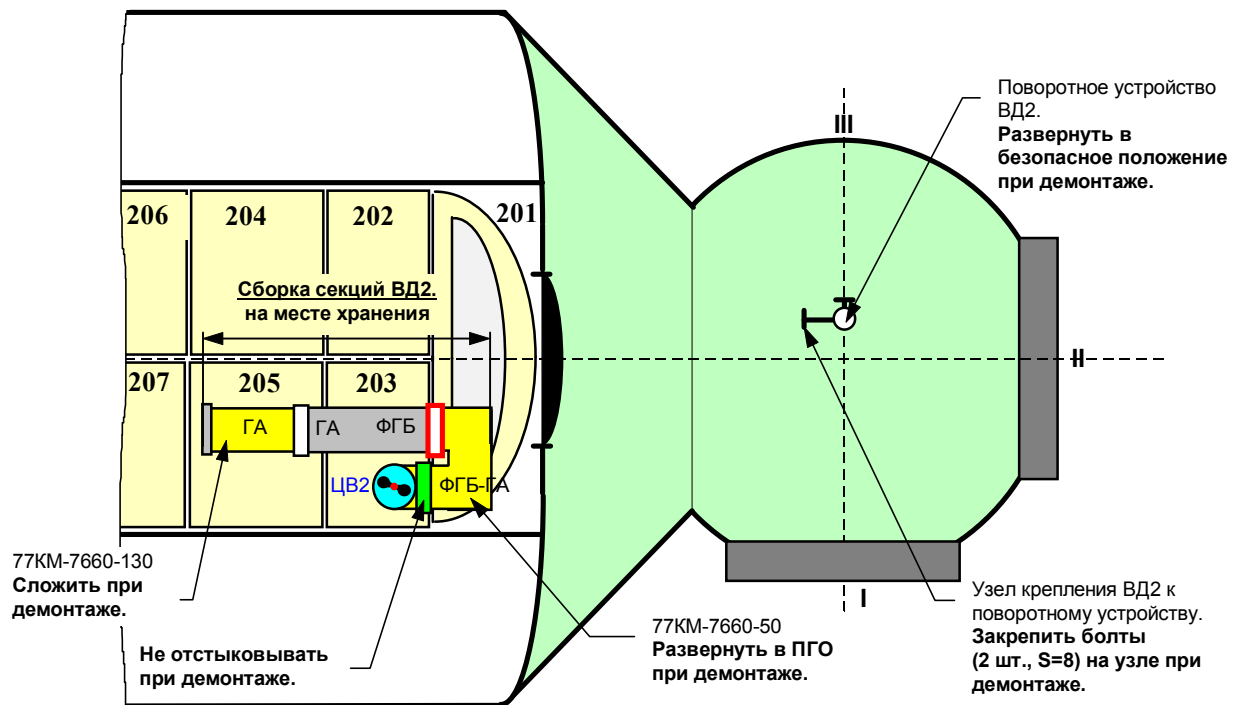 Поворотное устройство
ВД2.
Развернуть в
безопасное положение
при демонтаже.
III
206
204
202
201
Сборка секций ВД2.
на месте хранения
II
207
205
203
ГА
ГА
ФГБ
ЦВ2
ФГБ-ГА
77КМ-7660-130
Сложить при
демонтаже.
I
Не отстыковывать
при демонтаже.
77КМ-7660-50
Развернуть в ПГО
при демонтаже.
Узел крепления ВД2 к
поворотному устройству.
Закрепить болты
(2 шт., S=8) на узле при
демонтаже.